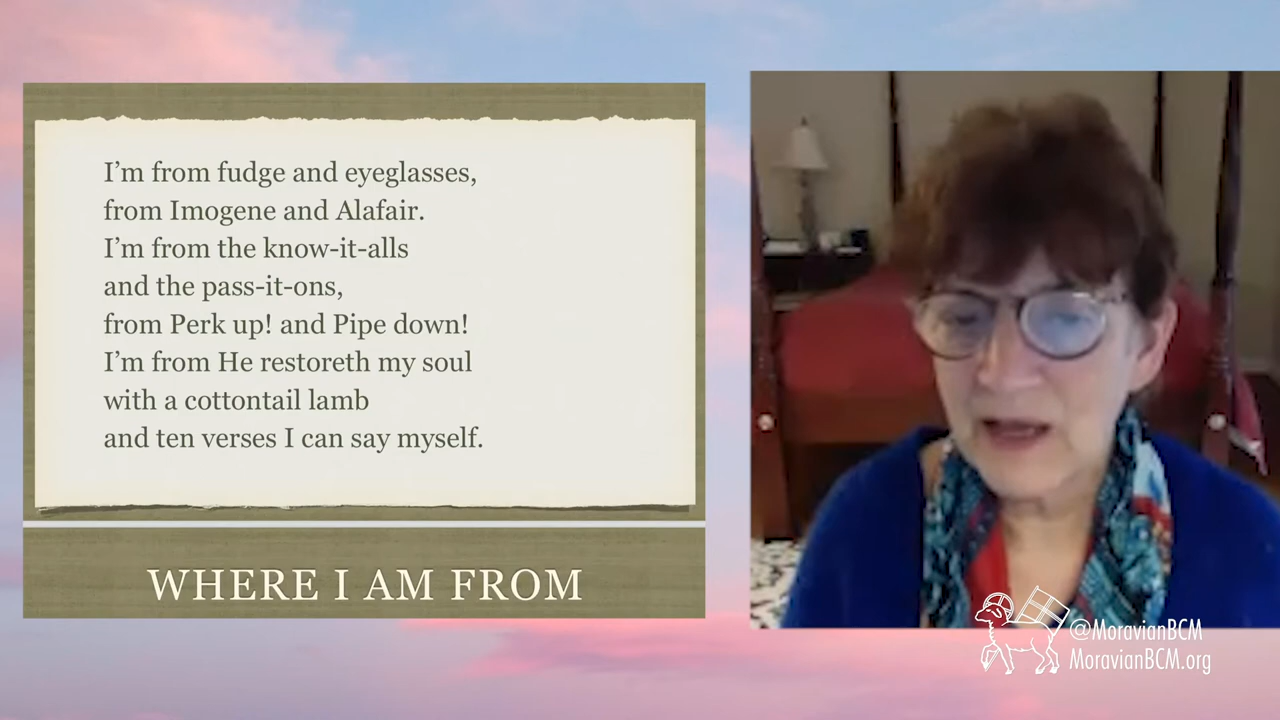 I’m from fudge and eyeglasses,
from Imogene and Alafair.
I’m from the know-it-alls
and the pass-it-ons,
from Perk up! and Pipe down!
I’m from He restoreth my soul
with a cottontail lamb
and ten verses I can say myself.
WHERE I AM FROM
@MoravianBCM
MoravianBCM.org